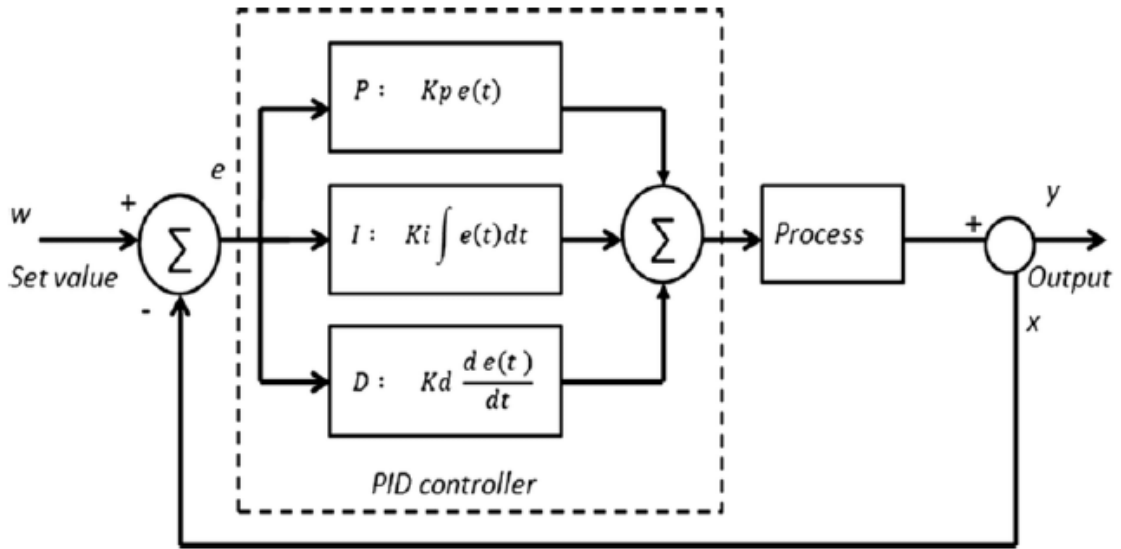 P : Kp e(t)
e
+
w
∑
I : Ki ∫ e(t)dt
∑
Process
+
y
Set value
Output
-
x
D : Kd d e(t)/dt
PID controller